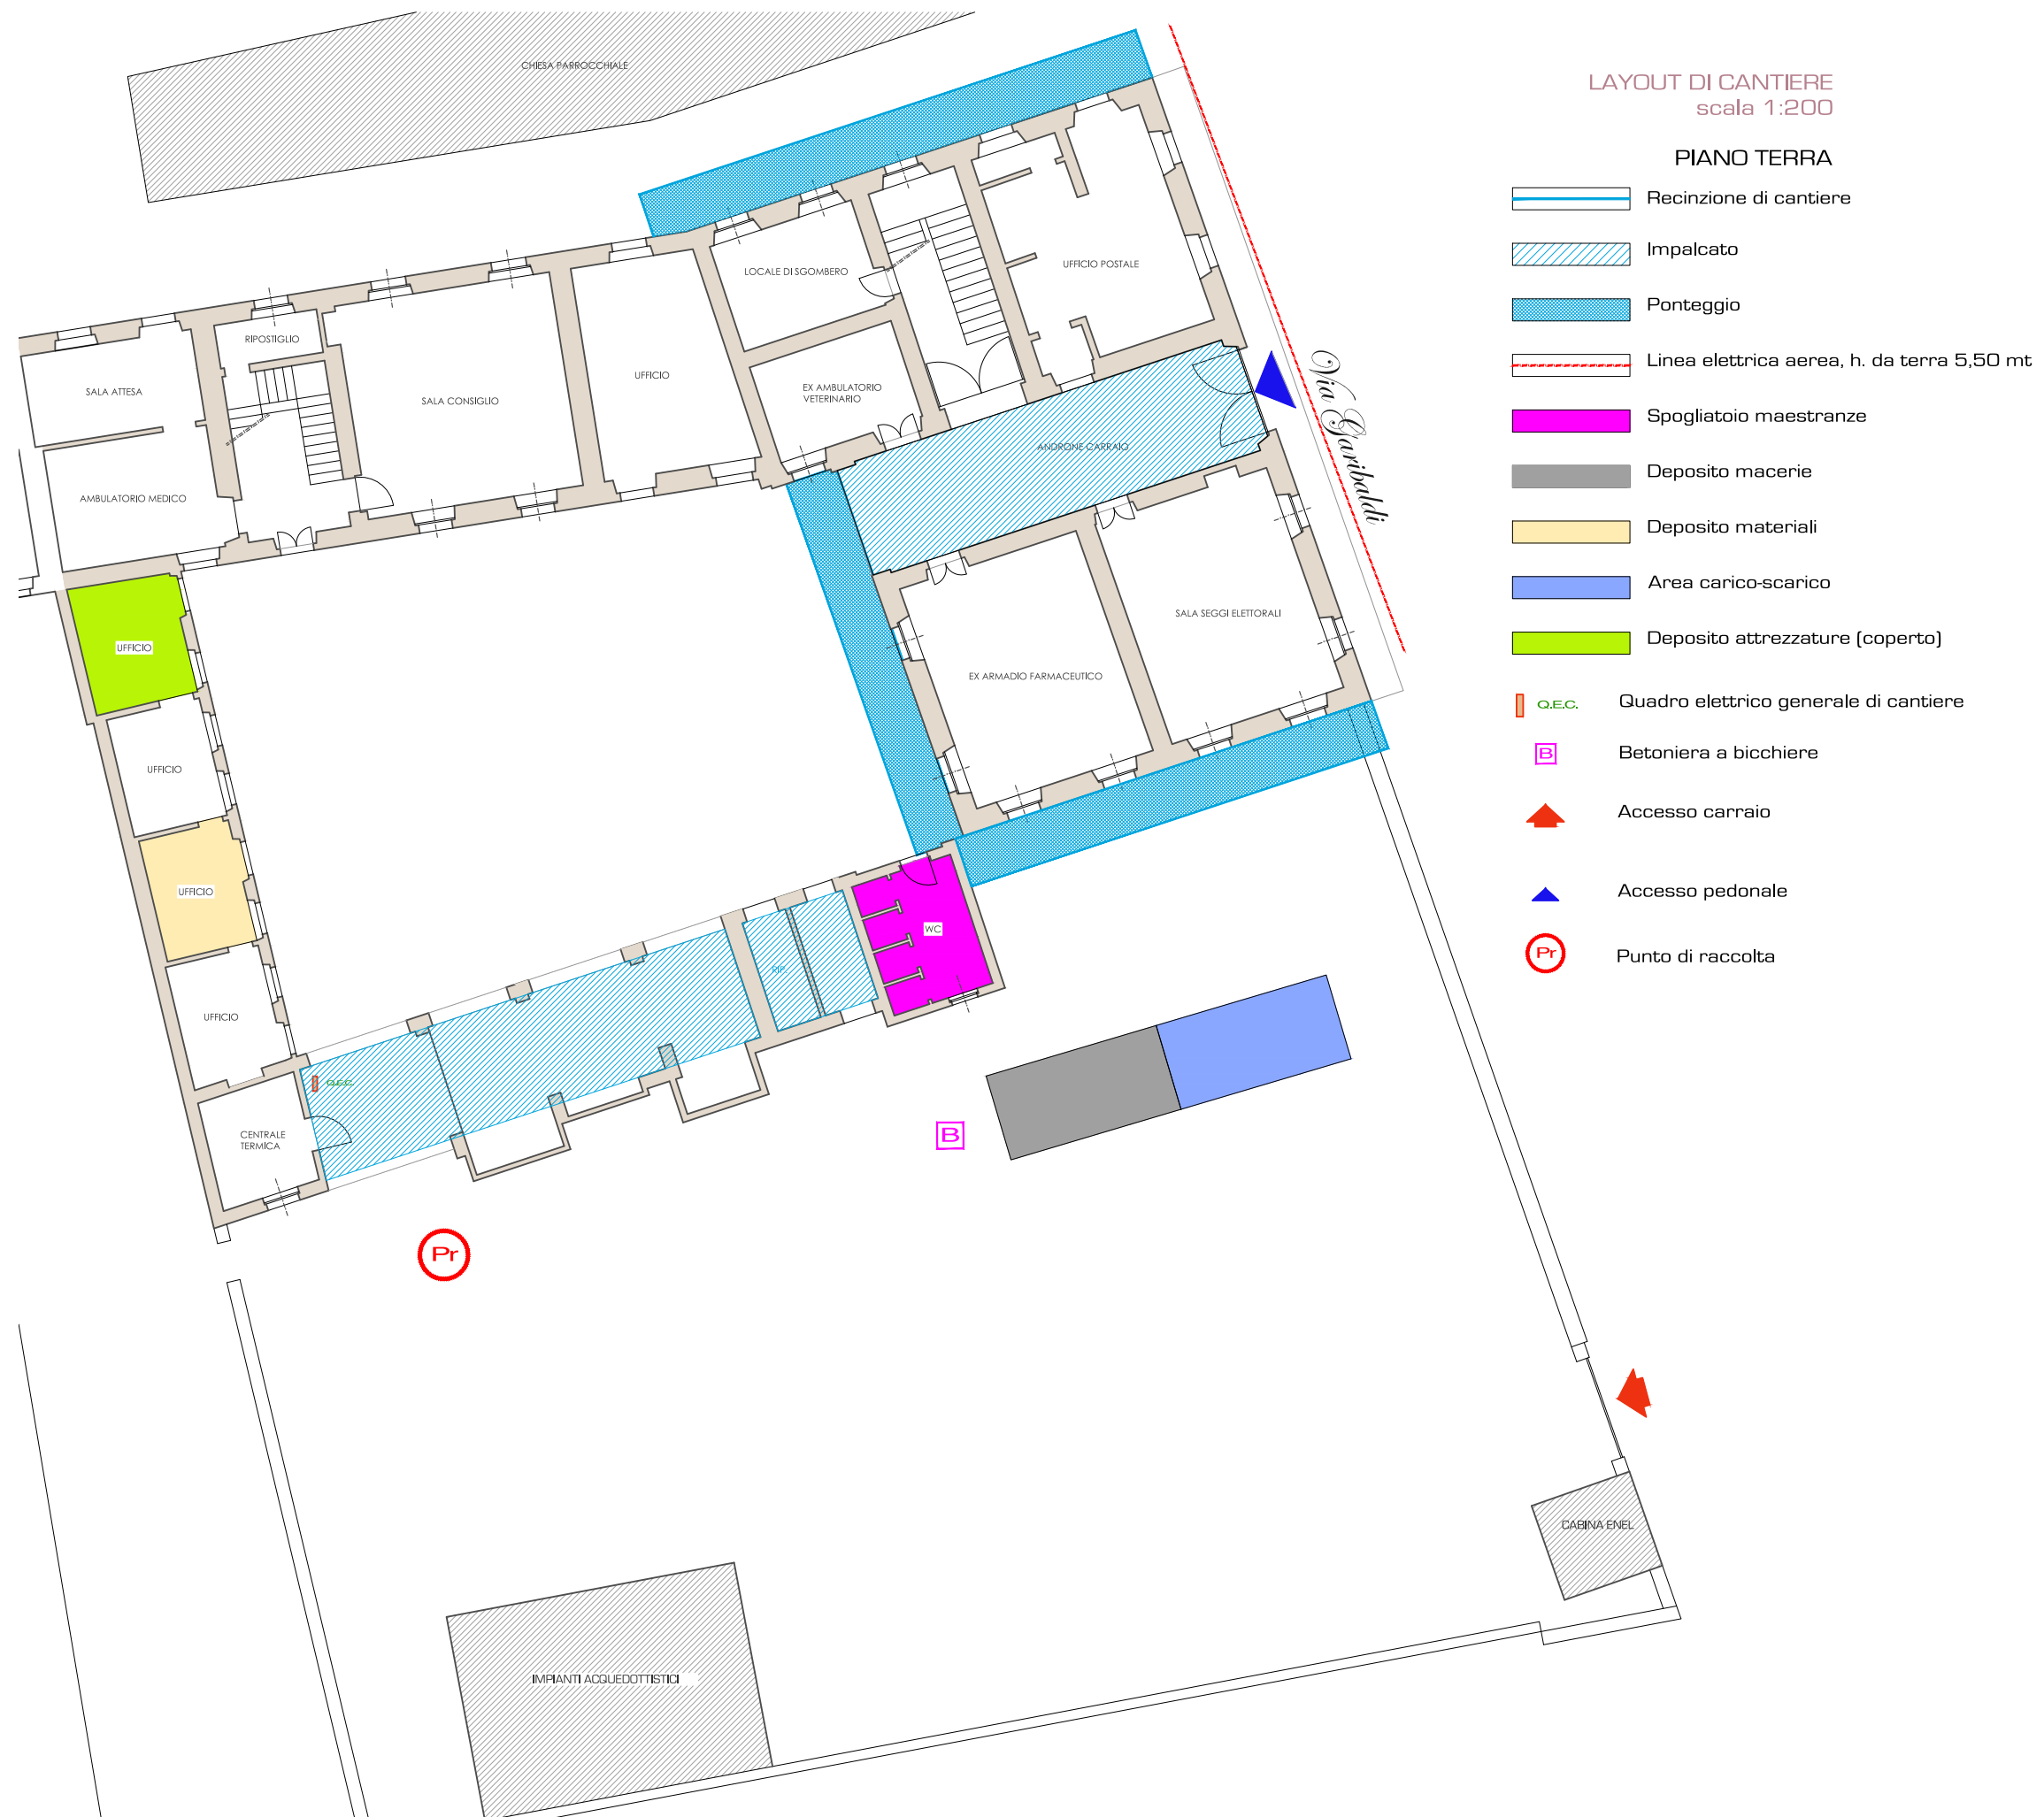 CHIESA PARROCCHIALE
LAYOUT DI CANTIERE
scala 1:200
PIANO TERRA
Recinzione di cantiere
Impalcato
Ponteggio
Linea elettrica aerea, h. da terra 5,50 mt
Spogliatoio maestranze
Deposito macerie
Deposito materiali
Area carico-scarico
Deposito attrezzature (coperto)
Q.E.C.
Quadro elettrico generale di cantiere
B
Betoniera a bicchiere
Accesso carraio
Accesso pedonale
Pr
Punto di raccolta
LOCALE DI SGOMBERO
UFFICIO POSTALE
RIPOSTIGLIO
SALA ATTESA
SALA CONSIGLIO
UFFICIO
EX AMBULATORIO
VETERINARIO
Via Garibaldi
ANDRONE CARRAIO
AMBULATORIO MEDICO
SALA SEGGI ELETTORALI
UFFICIO
EX ARMADIO FARMACEUTICO
UFFICIO
UFFICIO
WC
RIP.
UFFICIO
Q.E.C.
CENTRALE
TERMICA
B
Pr
CABINA ENEL
IMPIANTI ACQUEDOTTISTICI